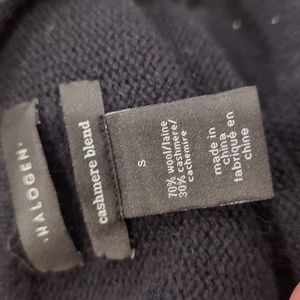 ·HALOGEN·
cashmere blend
S
70% wool/laine
30% cashmere/
cachemire
made in
china
fabriqué en
chine